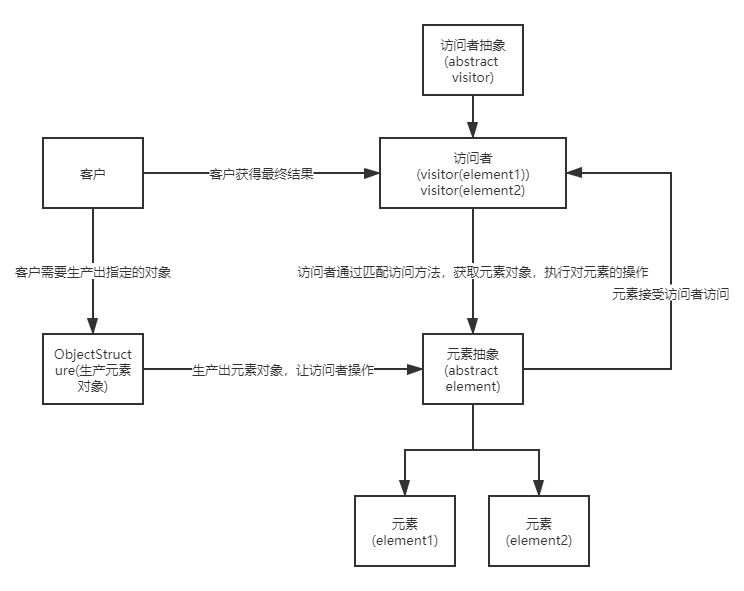 访问者抽象
(abstract
visitor)
客户
客户获得最终结果
访问者
(visitor(element1))
visitor(element2)
客户需要生产出指定的对象
访问者通过匹配访问方法，获取元素对象，执行对元素的操作
元素接受访问者访问
ObjectStruct
ure(生产元素
对象)
生产出元素对象，让访问者操作
元素抽象
(abstract
element)
元素
(element1)
元素
(element2)